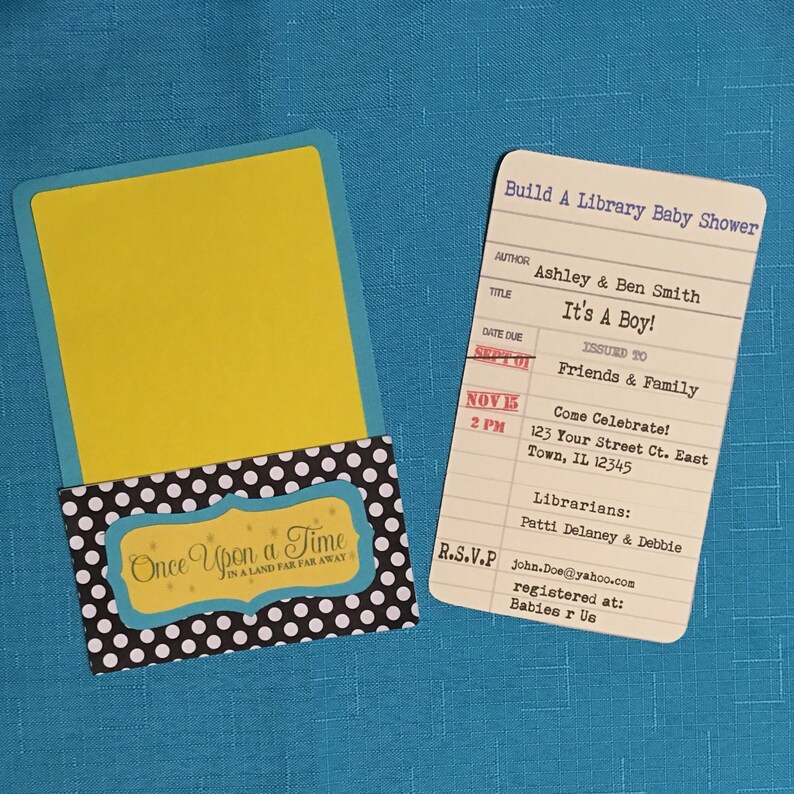 Once Upon a Time
IN A LAND FAR FAR AWAY
Build A Library Baby Shower
AUTHOR Ashley & Ben Smith
TITLE It's A Boy!
DATE DUE ISSUED TO
SEPT 01 Friends & Family
NOV 15 Come Celebrate!
2 PM 123 Your Street Ct. East
Town, IL 12345
Librarians:
Patti Delaney & Debbie
R.S.V.P john.Doe@yahoo.com
registered at:
Babies r Us